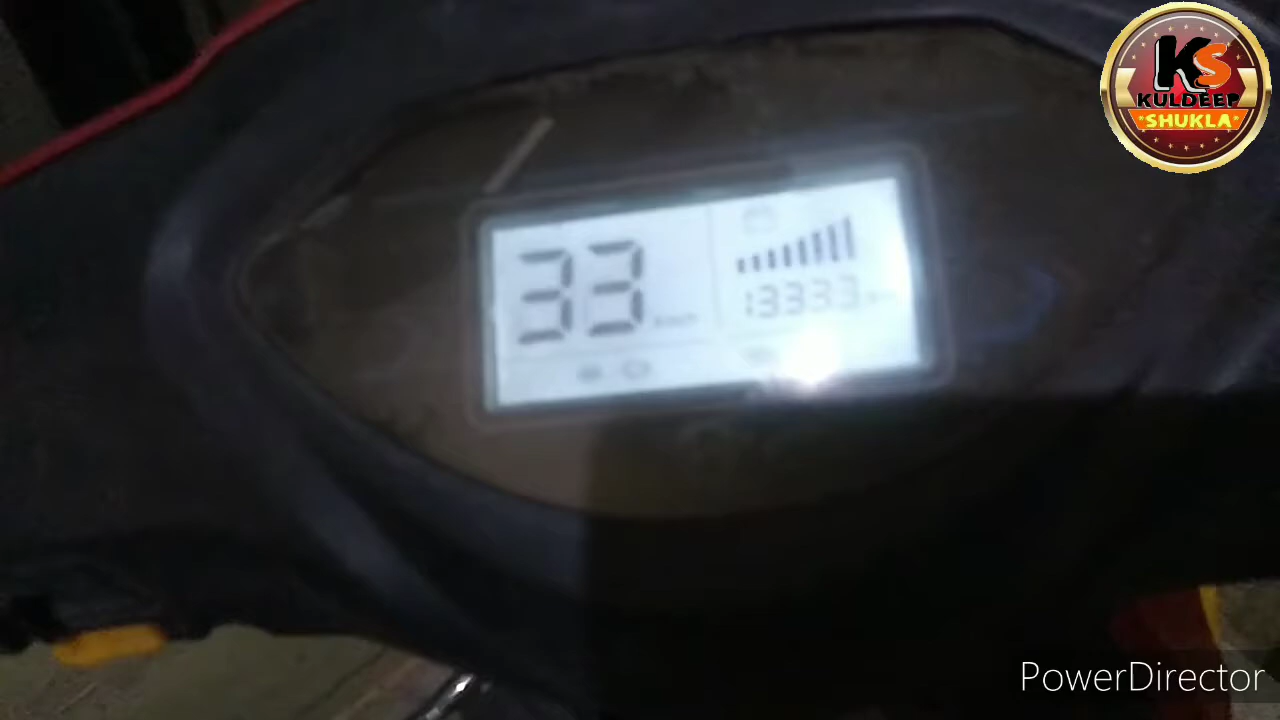 KS
KULDEEP
*SHUKLA*
33
13333
PowerDirector